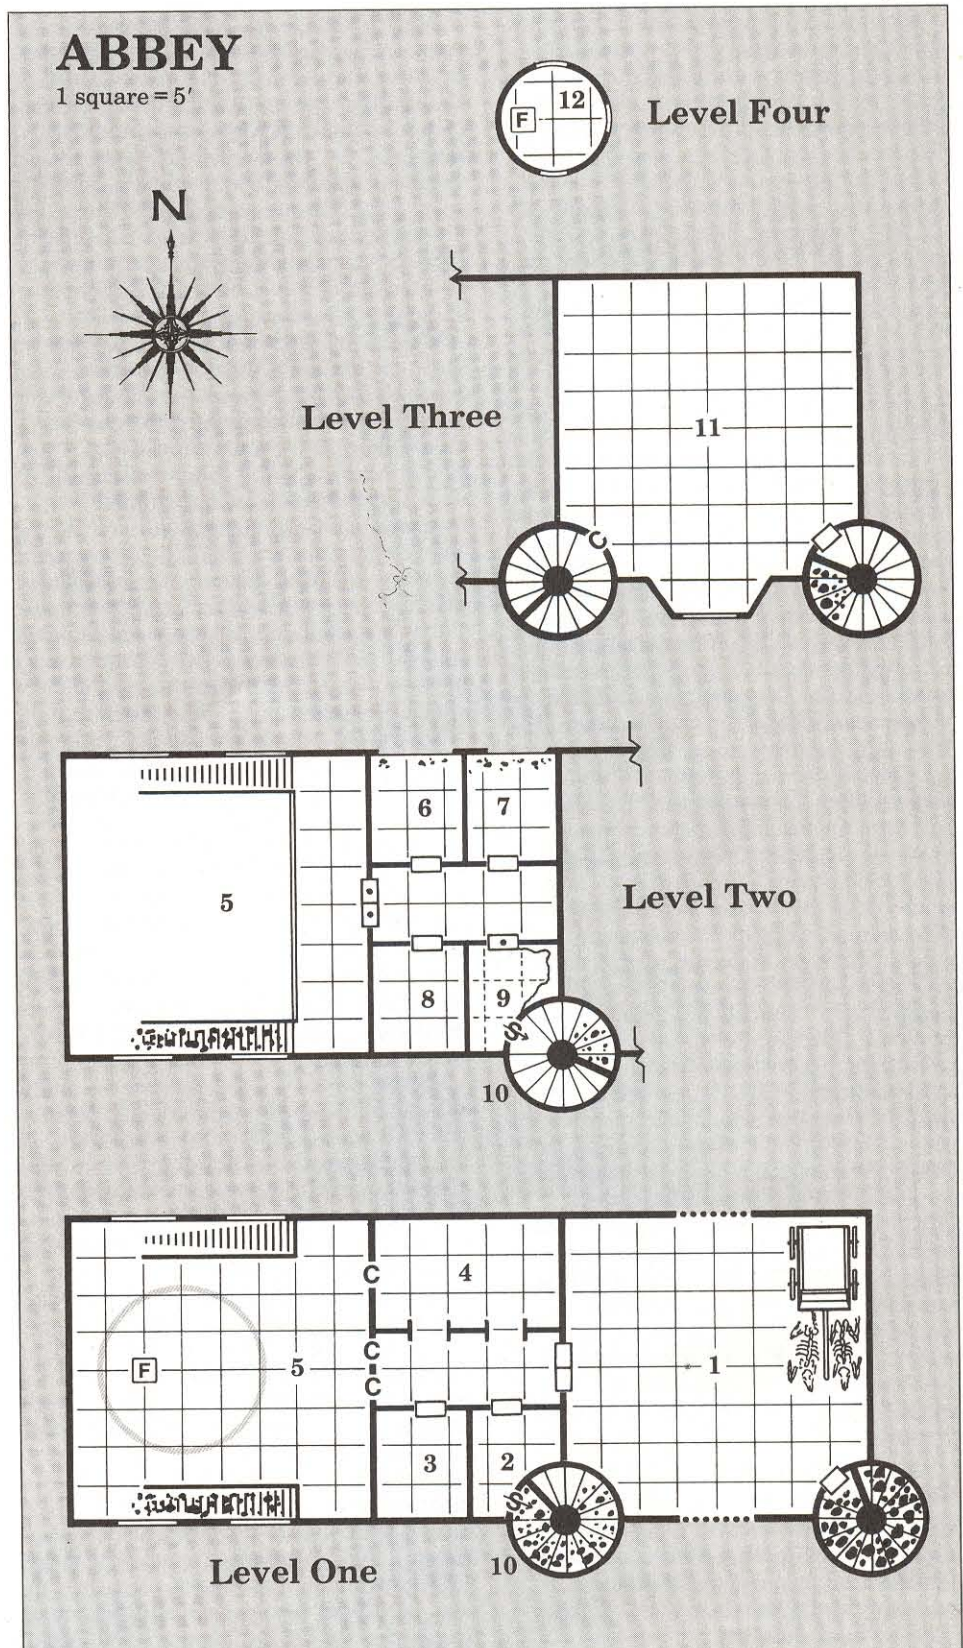 ABBEY
1 square = 5'
12
F
Level Four
N
Level Three
11
C
6
7
5
Level Two
8
9
S
10
C
4
C
F
5
1
C
3
2
S
10
Level One